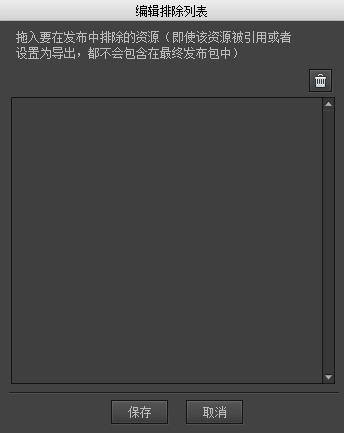 编辑排除列表
拖入要在发布中排除的资源（即使该资源被引用或者
设置为导出，都不会包含在最终发布包中）
保存
取消